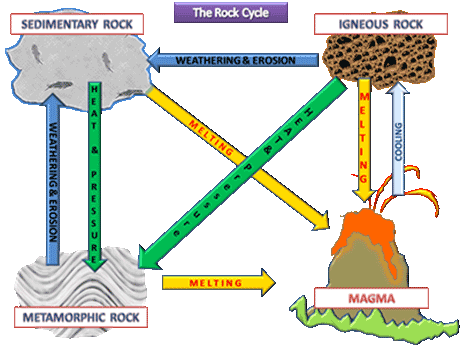 The Rock Cycle
SEDIMENTARY ROCK
IGNEOUS ROCK
WEATHERING & EROSION
HEAT & PRESSURE
WEATHERING & EROSION
MELTING
Heat & Pressure
MELTING
COOLING
MELTING
METAMORPHIC ROCK
MAGMA